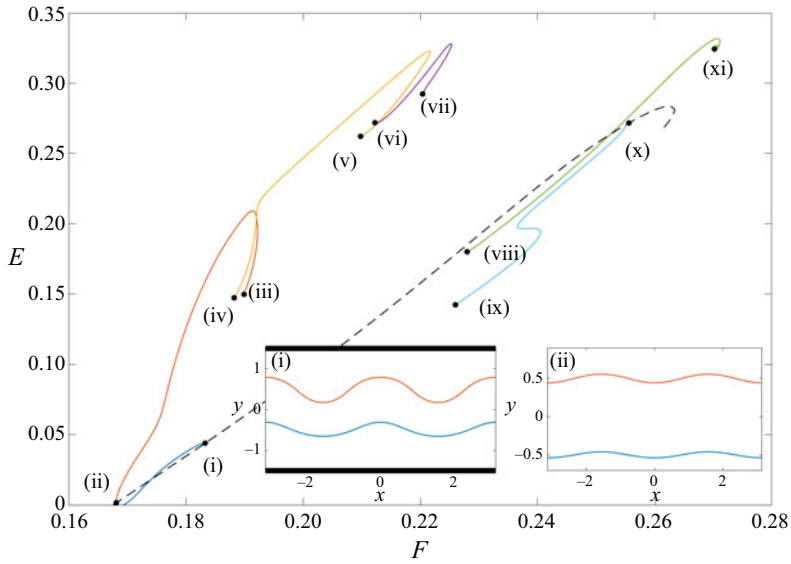 0.35
0.30
0.25
0.20
0.15
0.10
0.05
0
E
0.16
0.18
0.20
0.22
0.24
0.26
0.28
F
(i)
(ii)
(iii)
(iv)
(v)
(vi)
(vii)
(viii)
(ix)
(x)
(xi)
(i)
1
0
−1
y
−2
0
2
x
(ii)
0.5
0
−0.5
y
−2
0
2
x